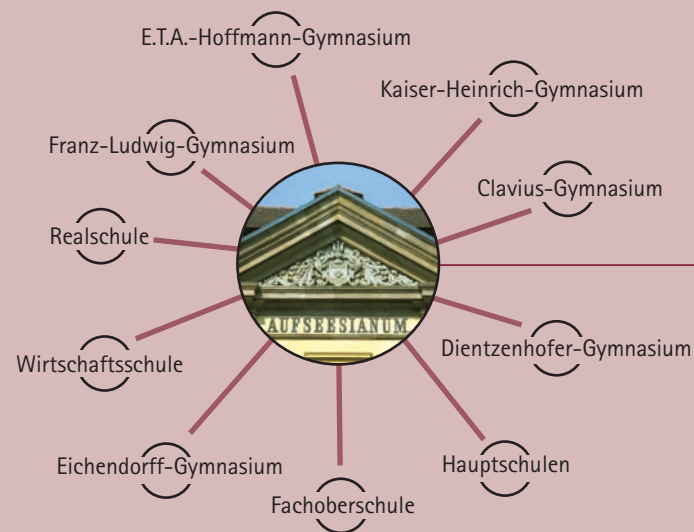 E.T.A.-Hoffmann-Gymnasium
Kaiser-Heinrich-Gymnasium
Franz-Ludwig-Gymnasium
Clavius-Gymnasium
Realschule
AUFSEESIANUM
Dientzenhofer-Gymnasium
Wirtschaftsschule
Hauptschulen
Eichendorff-Gymnasium
Fachoberschule